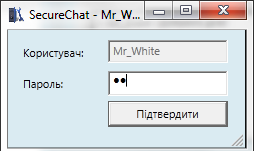 SecureChat - Mr_W...
Користувач:
Mr_White
Пароль:
●●
Підтвердити